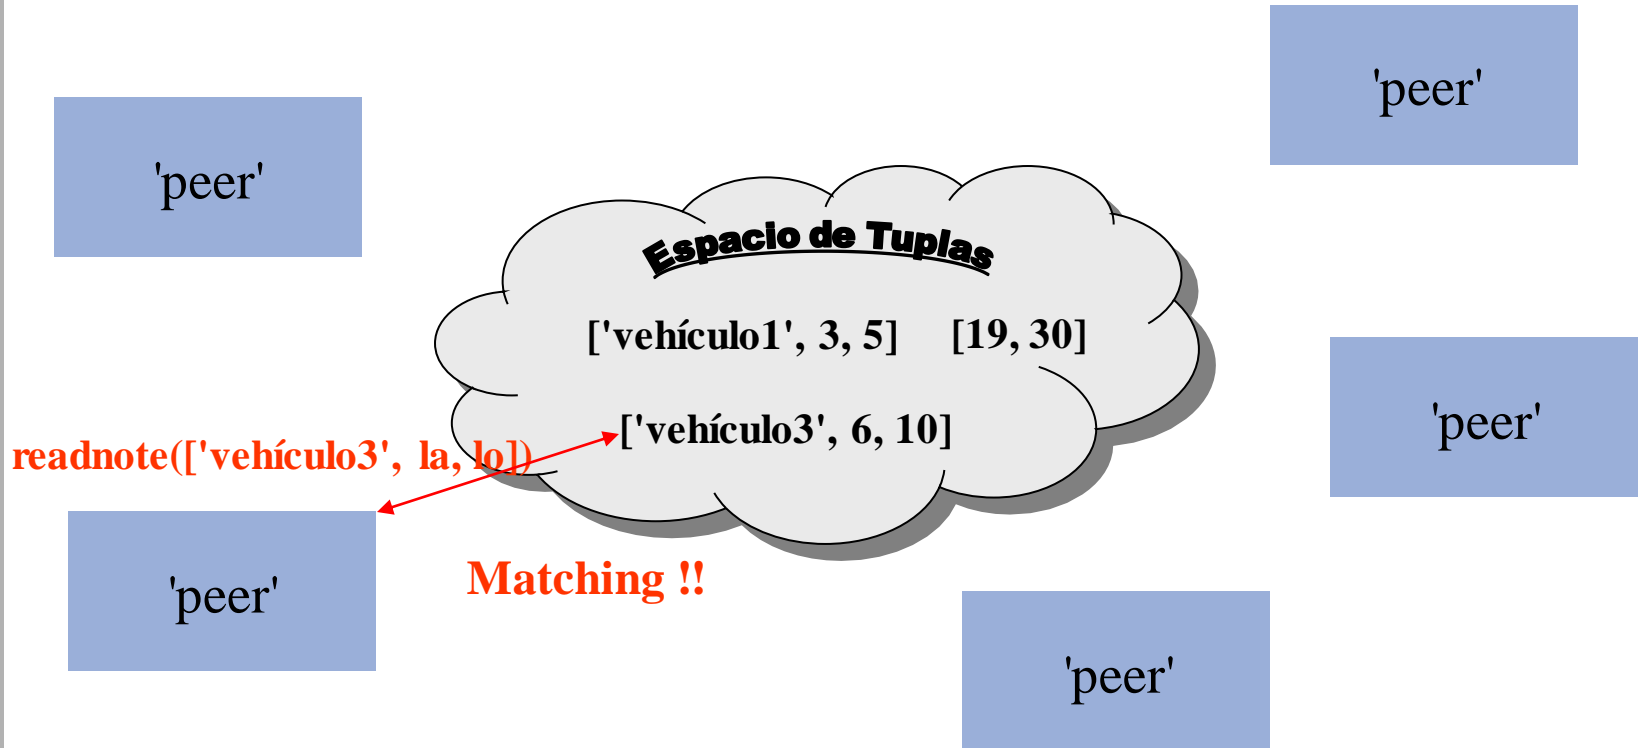 'peer'
'peer'
Espacio de Tuplas
['vehículo1', 3, 5] [19, 30]
'peer'
['vehículo3', 6, 10]
readnote(['vehículo3', la, lo])
Matching !!
'peer'
'peer'